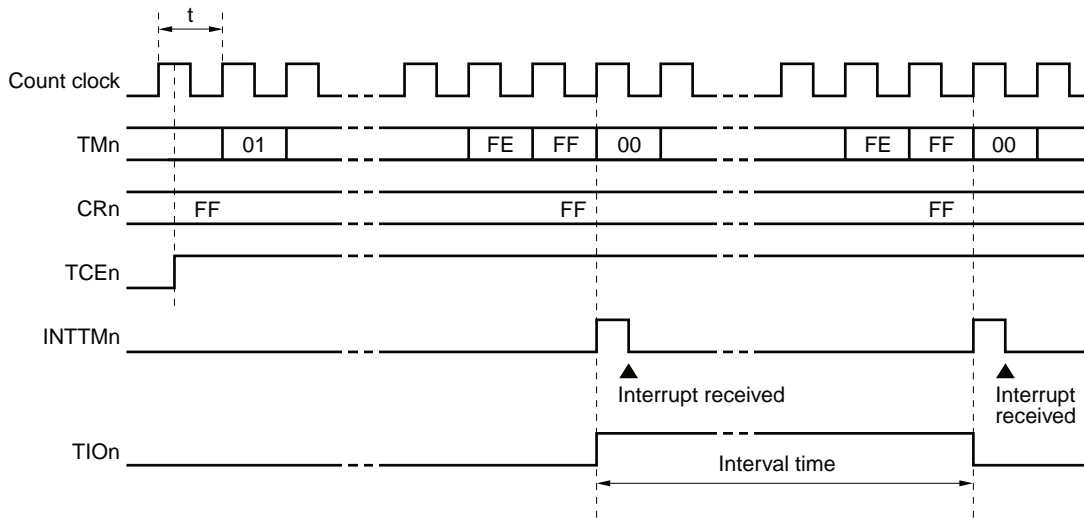 t
Count clock
TMn 01 FE FF 00 FE FF 00
CRn FF FF FF
TCEn
INTTMn
Interrupt received
Interrupt
received
TIOn
Interval time